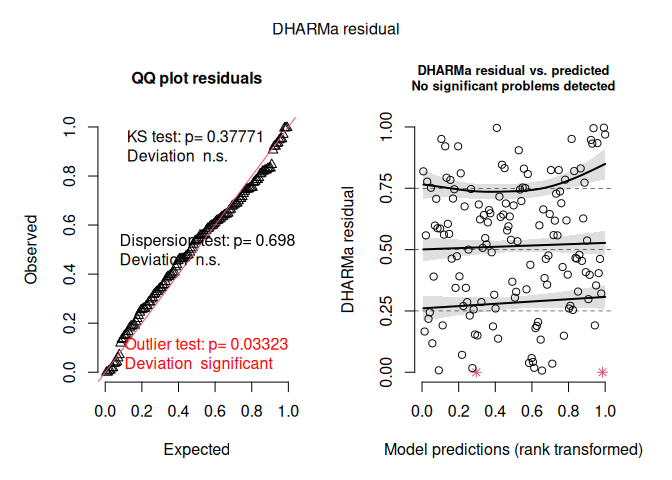 DHARMa residual
QQ plot residuals
KS test: p= 0.37771
Deviation n.s.
Dispersion test: p= 0.698
Deviation n.s.
Outlier test: p= 0.03323
Deviation significant
Observed
0.0 0.2 0.4 0.6 0.8 1.0
0.0 0.2 0.4 0.6 0.8 1.0
Expected
DHARMa residual vs. predicted
No significant problems detected
DHARMa residual
0.00 0.25 0.50 0.75 1.00
0.0 0.2 0.4 0.6 0.8 1.0
Model predictions (rank transformed)